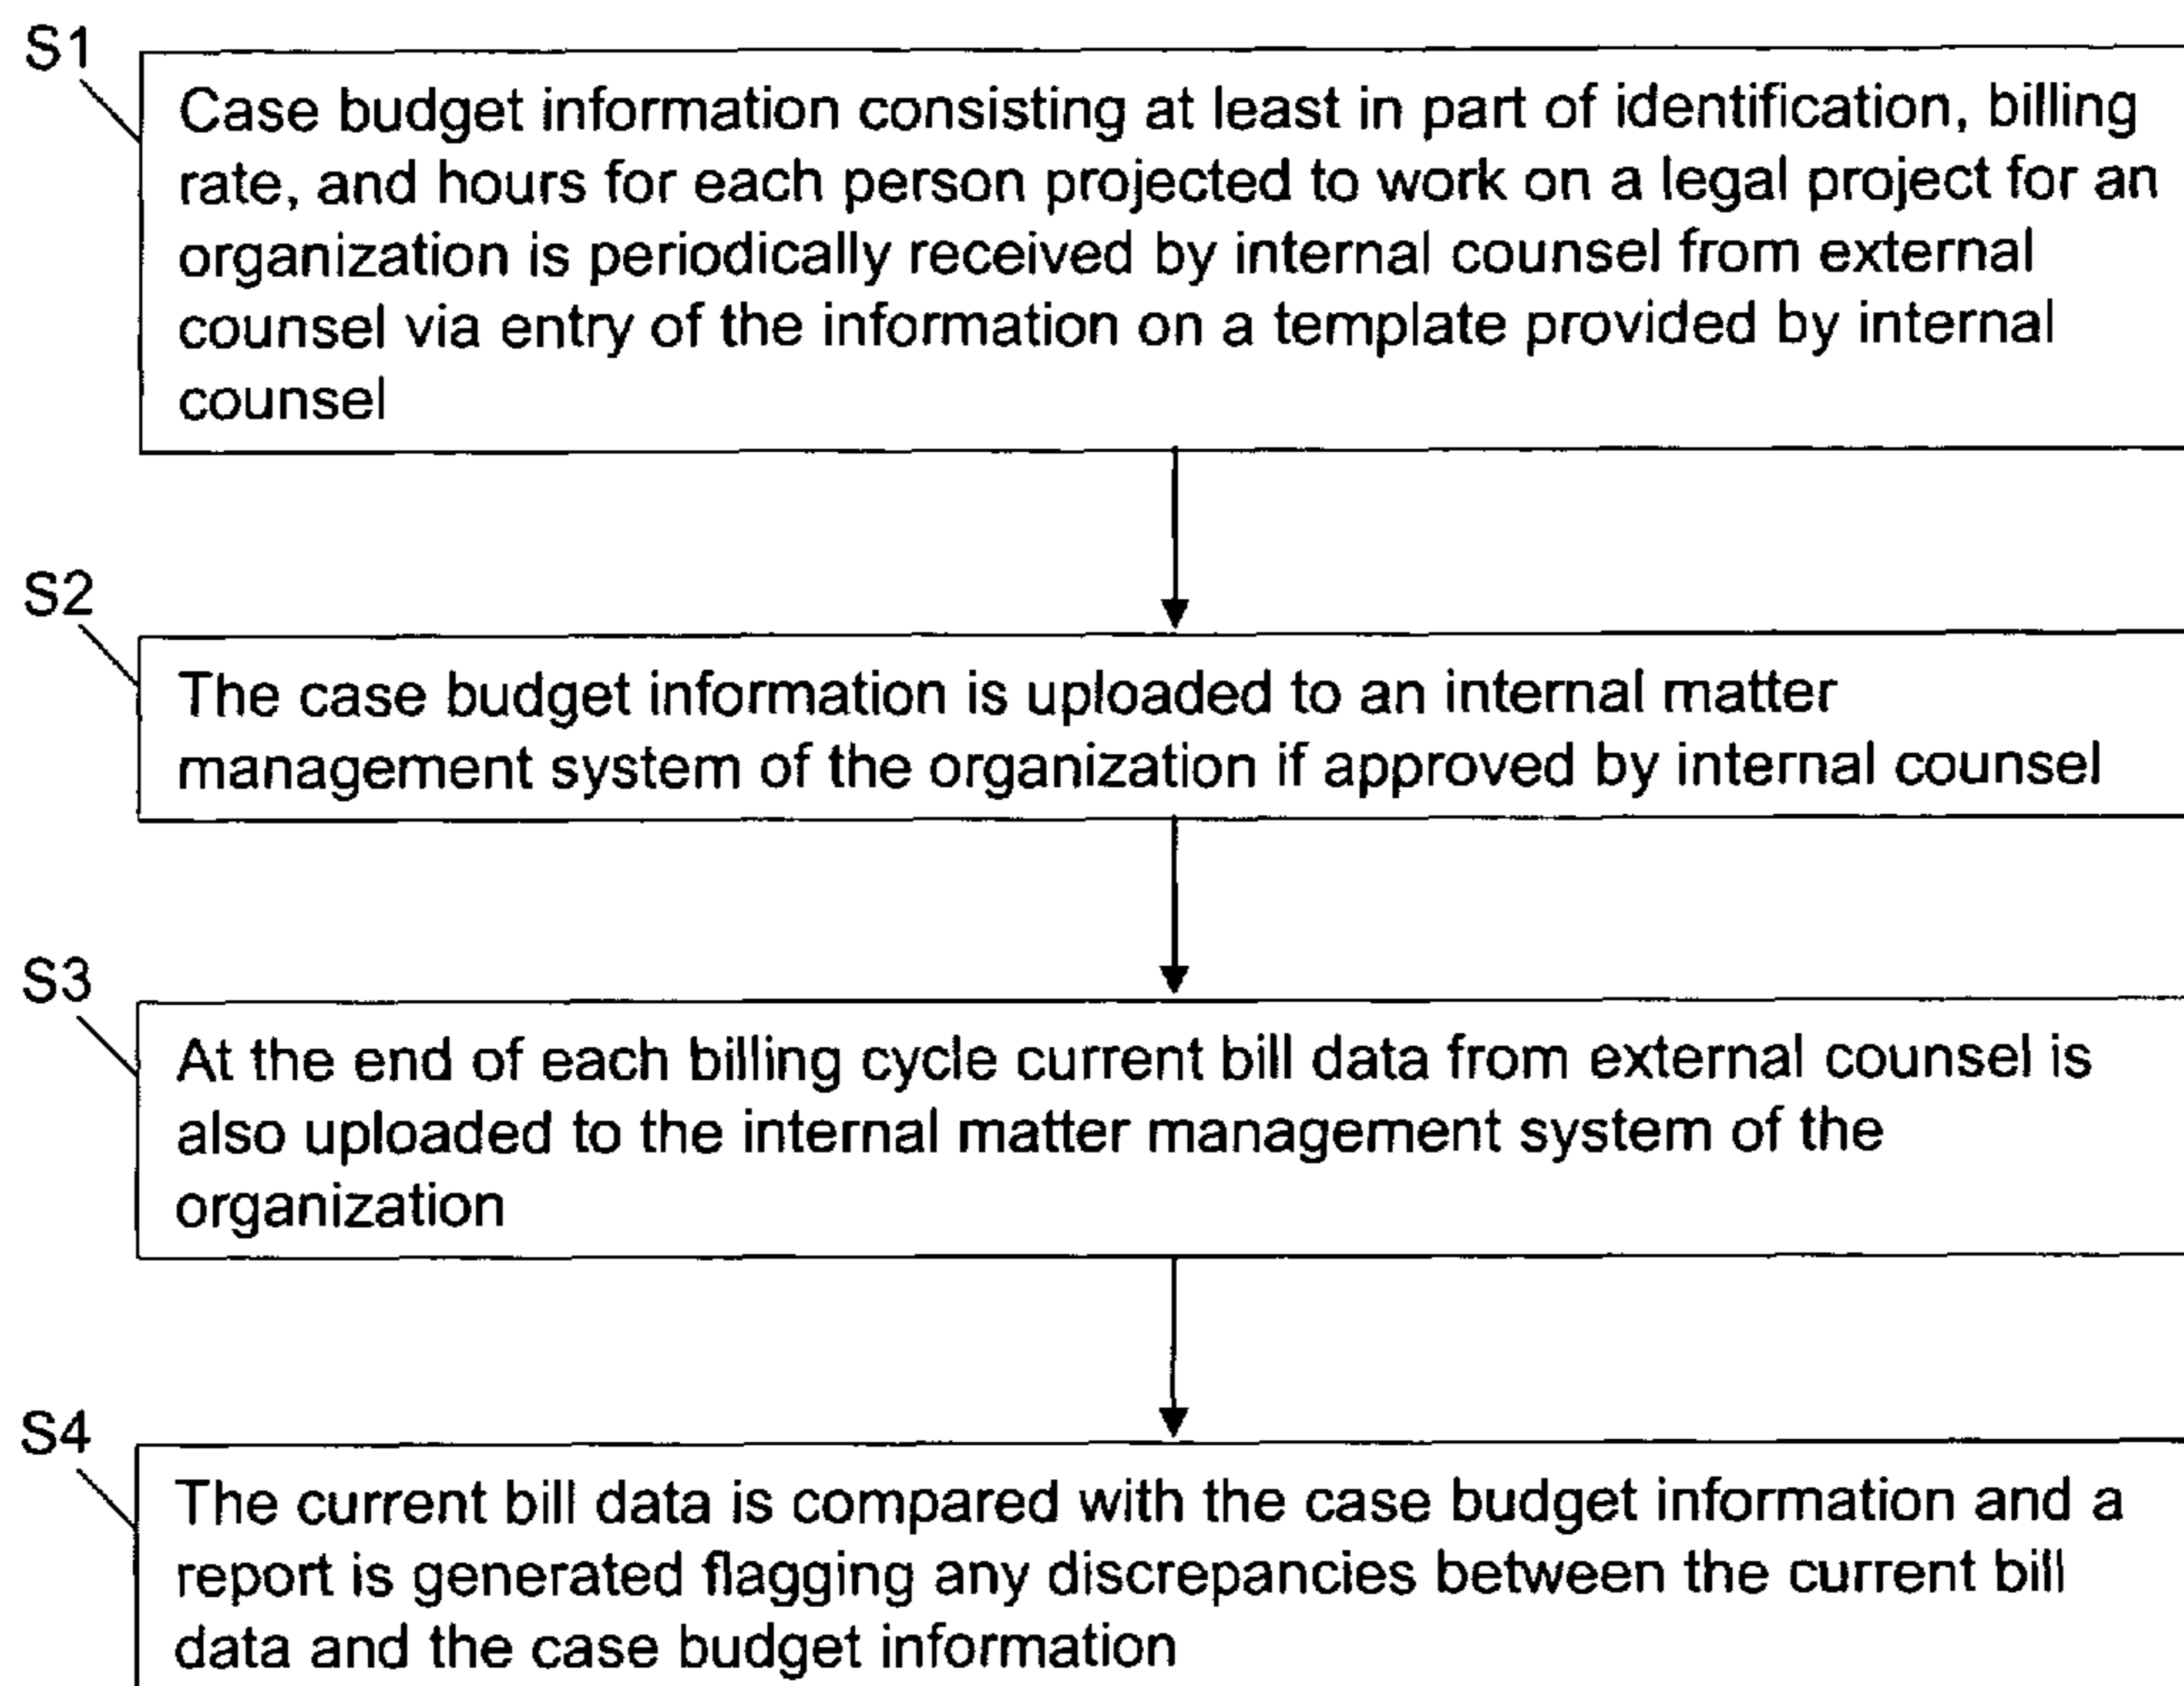 S1
Case budget information consisting at least in part of identification, billing
rate, and hours for each person projected to work on a legal project for an
organization is periodically received by internal counsel from external
counsel via entry of the information on a template provided by internal
counsel
S2
The case budget information is uploaded to an internal matter
management system of the organization if approved by internal counsel
S3
At the end of each billing cycle current bill data from external counsel is
also uploaded to the internal matter management system of the
organization
S4
The current bill data is compared with the case budget information and a
report is generated flagging any discrepancies between the current bill
data and the case budget information